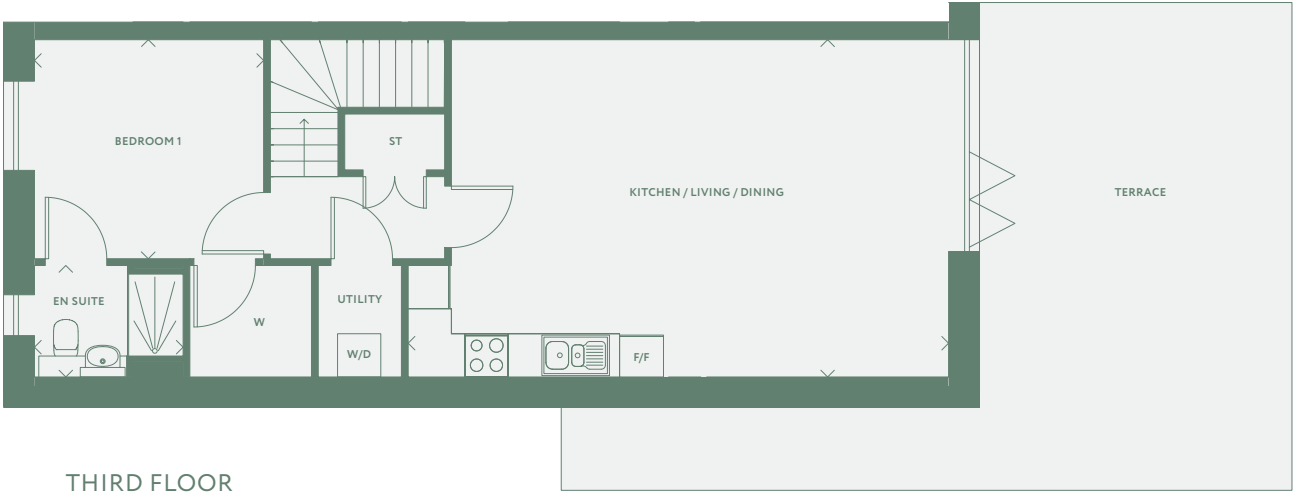 BEDROOM 1
ST
KITCHEN / LIVING / DINING
TERRACE
EN SUITE
W
UTILITY
W/D
F/F
THIRD FLOOR